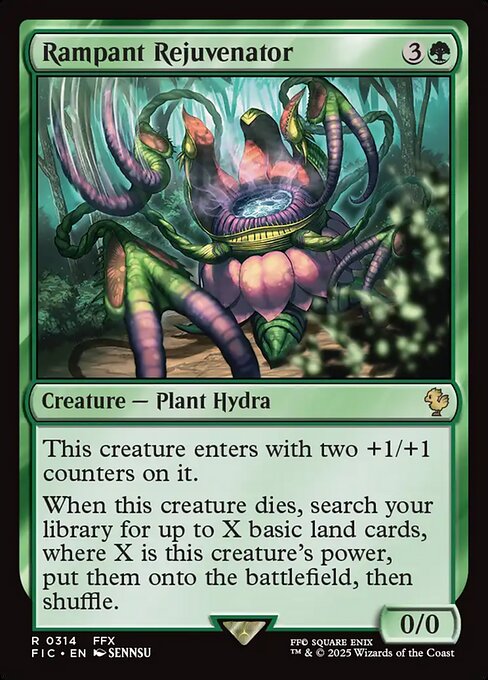 Rampant Rejuvenator 3
Creature — Plant Hydra
This creature enters with two +1/+1
counters on it.
When this creature dies, search your
library for up to X basic land cards,
where X is this creature's power,
put them onto the battlefield, then
shuffle.
0/0
R 0314 FFX
FIC • EN SENNSU
FF© SQUARE ENIX
™ & © 2025 Wizards of the Coast